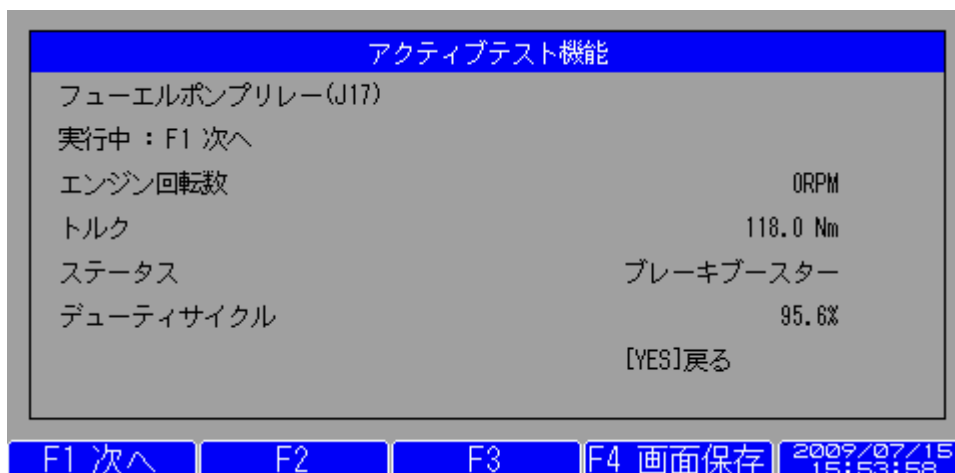 アクティブテスト機能
フューエルポンプリレー(J17)
実行中 : F1 次へ
エンジン回転数 0RPM
トルク 118.0 Nm
ステータス ブレーキブースター
デューティサイクル 95.6%
[YES]戻る
F1 次へ F2 F3 F4 画面保存 2009/07/15
15:53:58